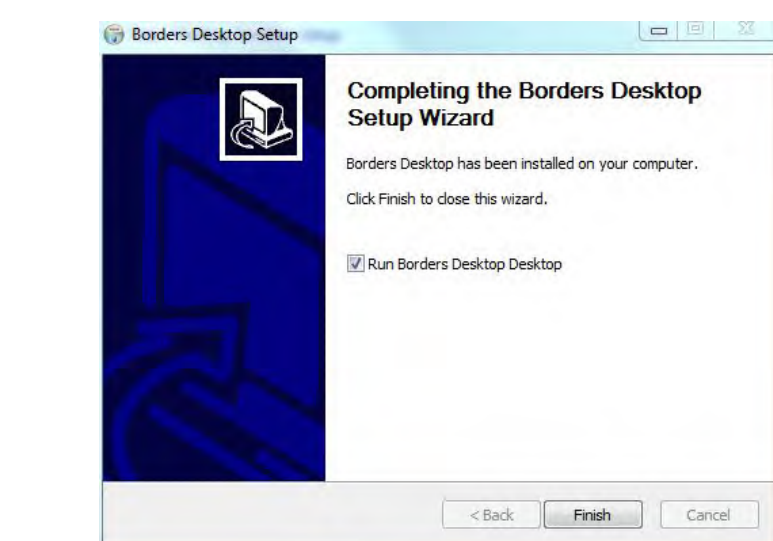 Borders Desktop Setup
Completing the Borders Desktop
Setup Wizard
Borders Desktop has been installed on your computer.
Click Finish to close this wizard.
Run Borders Desktop Desktop
< Back Finish Cancel